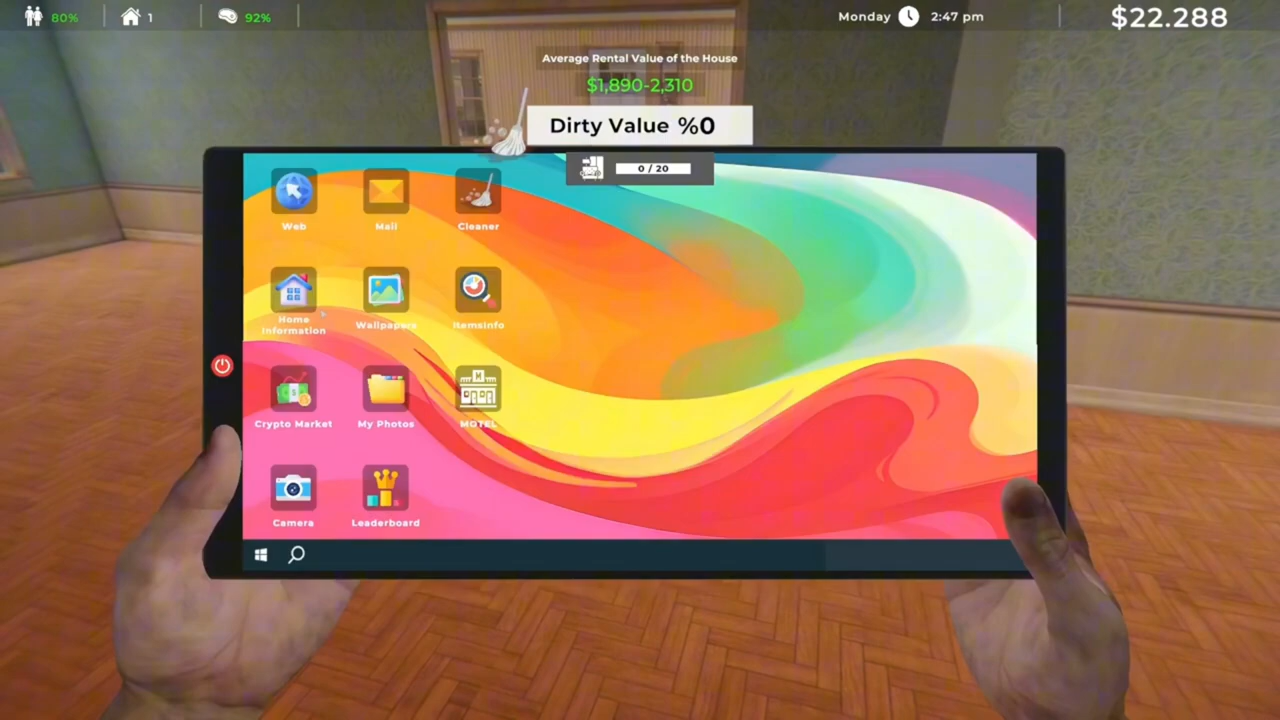 80%
1
92%
Monday
2:47 pm
$22.288
Average Rental Value of the House
$1,890-2,310
Dirty Value %0
0 / 20
Web
Mail
Cleaner
Home
Information
Wallpapers
ItemsInfo
Crypto Market
My Photos
MOTEL
Camera
Leaderboard